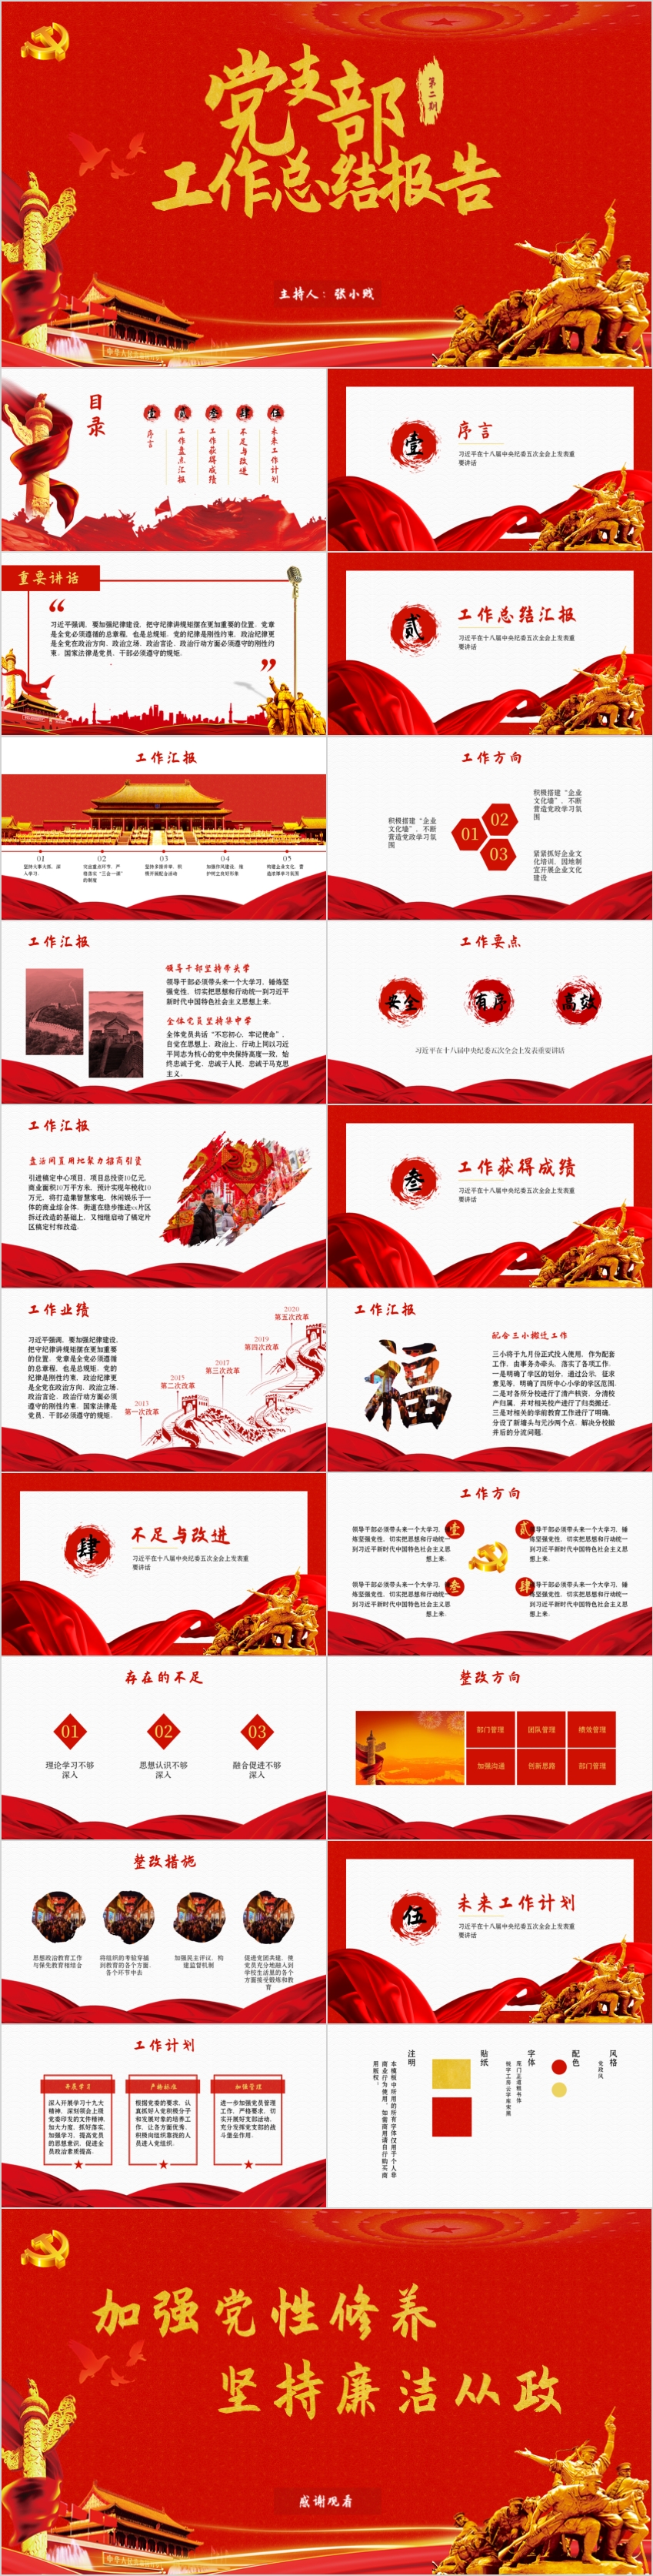 党支部
第二期
工作总结报告
主持人：张小贱
目录
壹
序言
贰
工作盘点汇报
叁
工作获得成绩
肆
不足与改进
伍
未来工作计划
壹
序言
习近平在十八届中央纪委五次全会上发表重
要讲话
重要讲话
习近平强调，要加强纪律建设，把守纪律讲规矩摆在更加重要的位置。党章
是全党必须遵循的总章程，也是总规矩。党的纪律是刚性约束，政治纪律更
是全党在政治方向、政治立场、政治言论、政治行动方面必须遵守的刚性约
束。国家法律是党员、干部必须遵守的规矩。
贰
工作总结汇报
习近平在十八届中央纪委五次全会上发表重
要讲话
工作汇报
01
坚持大事大抓，深
入学习。
02
突出重点环节，严
格落实“三会一课”
的制度
03
坚持多措并举，积
极开展配合活动
04
加强作风建设，维
护树立良好形象
05
构建企业文化，营
造浓厚学习氛围
工作方向
积极搭建“企业
文化墙”，不断
营造党政学习氛
围
01
02
03
积极搭建“企业
文化墙”，不断
营造党政学习氛
围
紧紧抓好企业文
化培训，因地制
宜开展企业文化
建设
工作汇报
领导干部坚持带头学
领导干部必须带头来一个大学习，锤炼坚
强党性，切实把思想和行动统一到习近平
新时代中国特色社会主义思想上来.
全体党员坚持集中学
全体党员共话“不忘初心，牢记使命”，
自觉在思想上、政治上、行动上同以习近
平同志为核心的党中央保持高度一致，始
终忠诚于党、忠诚于人民、忠诚于马克思
主义.
工作要点
安全
有序
高效
习近平在十八届中央纪委五次全会上发表重要讲话
工作汇报
盘活闲置用地聚力招商引资
引进镇定中心项目，项目总投资10亿元，
商业面积10万平方米，预计实现年税收10
万元，将打造集智慧家电、休闲娱乐于一
体的商业综合体。街道在稳步推进xx片区
拆迁改造的基础上，又相继启动了镇定片
区镇定村和改造.
叁
工作获得成绩
习近平在十八届中央纪委五次全会上发表重
要讲话
工作业绩
习近平强调，要加强纪律建设，
把守纪律讲规矩摆在更加重要
的位置。党章是全党必须遵循
的总章程，也是总规矩。党的
纪律是刚性约束，政治纪律更
是全党在政治方向、政治立场、
政治言论、政治行动方面必须
遵守的刚性约束。国家法律是
党员、干部必须遵守的规矩。
2013
第一次改革
2015
第二次改革
2017
第三次改革
2019
第四次改革
2020
第五次改革
工作汇报
福
配合三小搬迁工作
三小将于九月份正式投入使用，作为配套
工作，由事务办牵头，落实了各项工作.
一是明确了学区的划分，通过公示、征求
意见等，明确了四所中心小学的学区范围.
二是对各所分校进行了清产核资，分清校
产归属，并对相关校产进行了归类搬迁.
三是对相关的学前教育工作进行了明确，
分设了新墙头与元沙两个点，解决分校撤
并后的分流问题.
肆
不足与改进
习近平在十八届中央纪委五次全会上发表重
要讲话
工作方向
领导干部必须带头来一个大学习，锤
练坚强党性，切实把思想和行动统一
到习近平新时代中国特色社会主义思
想上来.
壹
贰
领导干部必须带头来一个大学习，锤
练坚强党性，切实把思想和行动统一
到习近平新时代中国特色社会主义思
想上来.
领导干部必须带头来一个大学习，锤
练坚强党性，切实把思想和行动统一
到习近平新时代中国特色社会主义思
想上来.
叁
肆
领导干部必须带头来一个大学习，锤
练坚强党性，切实把思想和行动统一
到习近平新时代中国特色社会主义思
想上来.
存在的不足
01
理论学习不够
深入
02
思想认识不够
深入
03
融合促进不够
深入
整改方向
部门管理
团队管理
绩效管理
加强沟通
创新思路
部门管理
整改措施
思想政治教育工作
与保先教育相结合
将组织的考验穿插
到教育的各个方面、
各个环节中去
加强民主评议，构
建监督机制
促进党团共建，使
党员充分地融入到
学校生活里的各个
方面接受锻炼和教
育
伍
未来工作计划
习近平在十八届中央纪委五次全会上发表重
要讲话
工作计划
开展学习
深入开展学习十九大
精神，深刻领会上级
党委印发的文件精神，
加大力度，抓好落实，
加强学习，提高党员
的思想意识，促进全
员政治素质提高.
严格标准
根据党委的要求，认
真抓好入党积极分子
和发展对象的培养工
作，让各方面优秀、
积极向组织靠拢的人
员进入党组织.
加强管理
进一步加强党员管理
工作，严格要求，切
实开展好支部活动，
充分发挥党支部的战
斗堡垒作用.
风格
党政风
配色
字体
贴纸
注明
本模板中所用的所有字体仅用于个人非
商业行为使用，如需商用请自行购买商
用版权。
加强党性修养
坚持廉洁从政
感谢观看